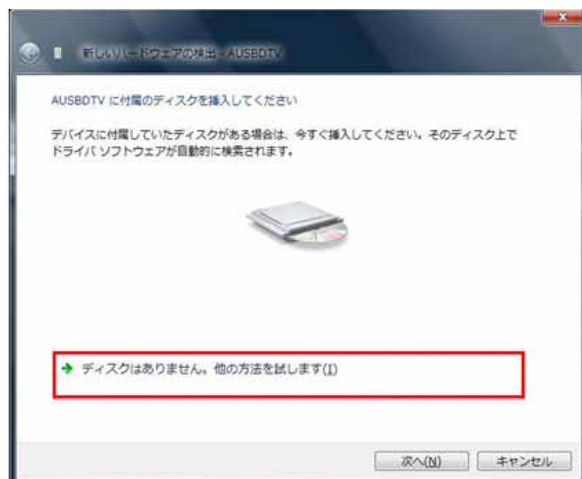 新しいハードウェアの検出 - AUSBDTV
AUSBDTV に付属のディスクを挿入してください
デバイスに付属していたディスクがある場合は、今すぐ挿入してください。そのディスク上で
ドライバ ソフトウェアが自動的に検索されます。
ディスクはありません。他の方法を試します(I)
次へ(N) キャンセル